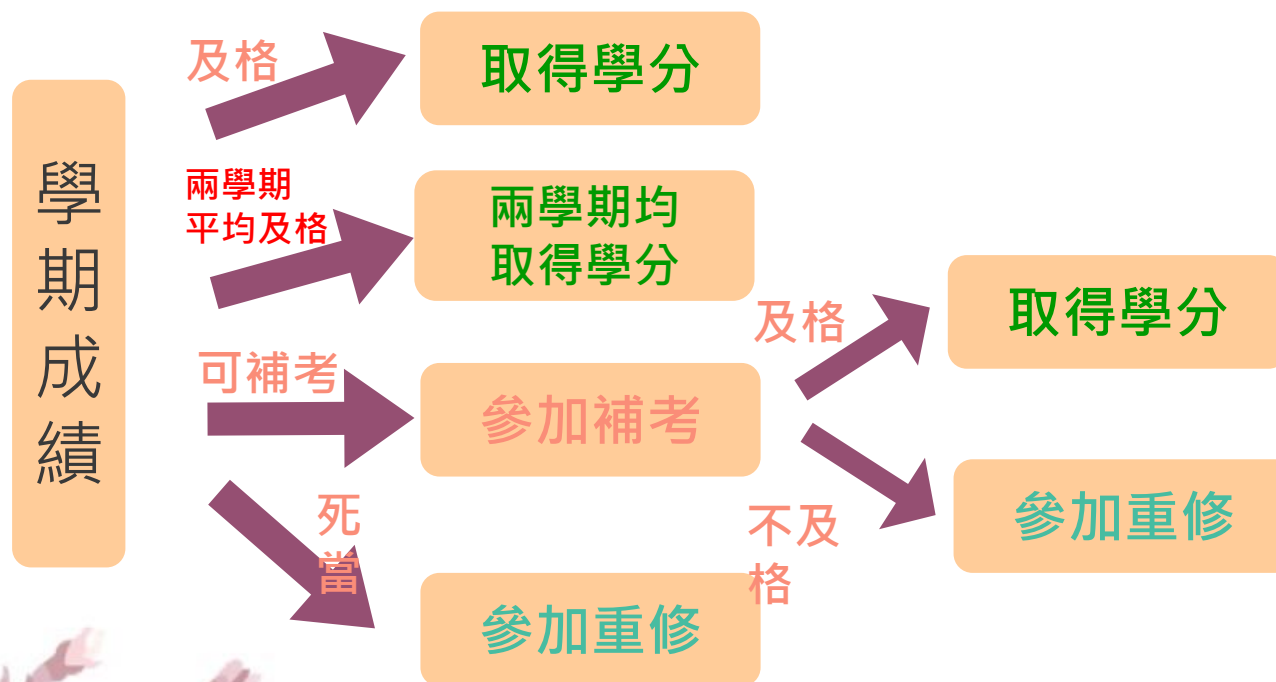 學
期
成
績
及格
取得學分
兩學期
平均及格
兩學期均
取得學分
可補考
參加補考
及格
取得學分
不及
格
參加重修
死
當
參加重修